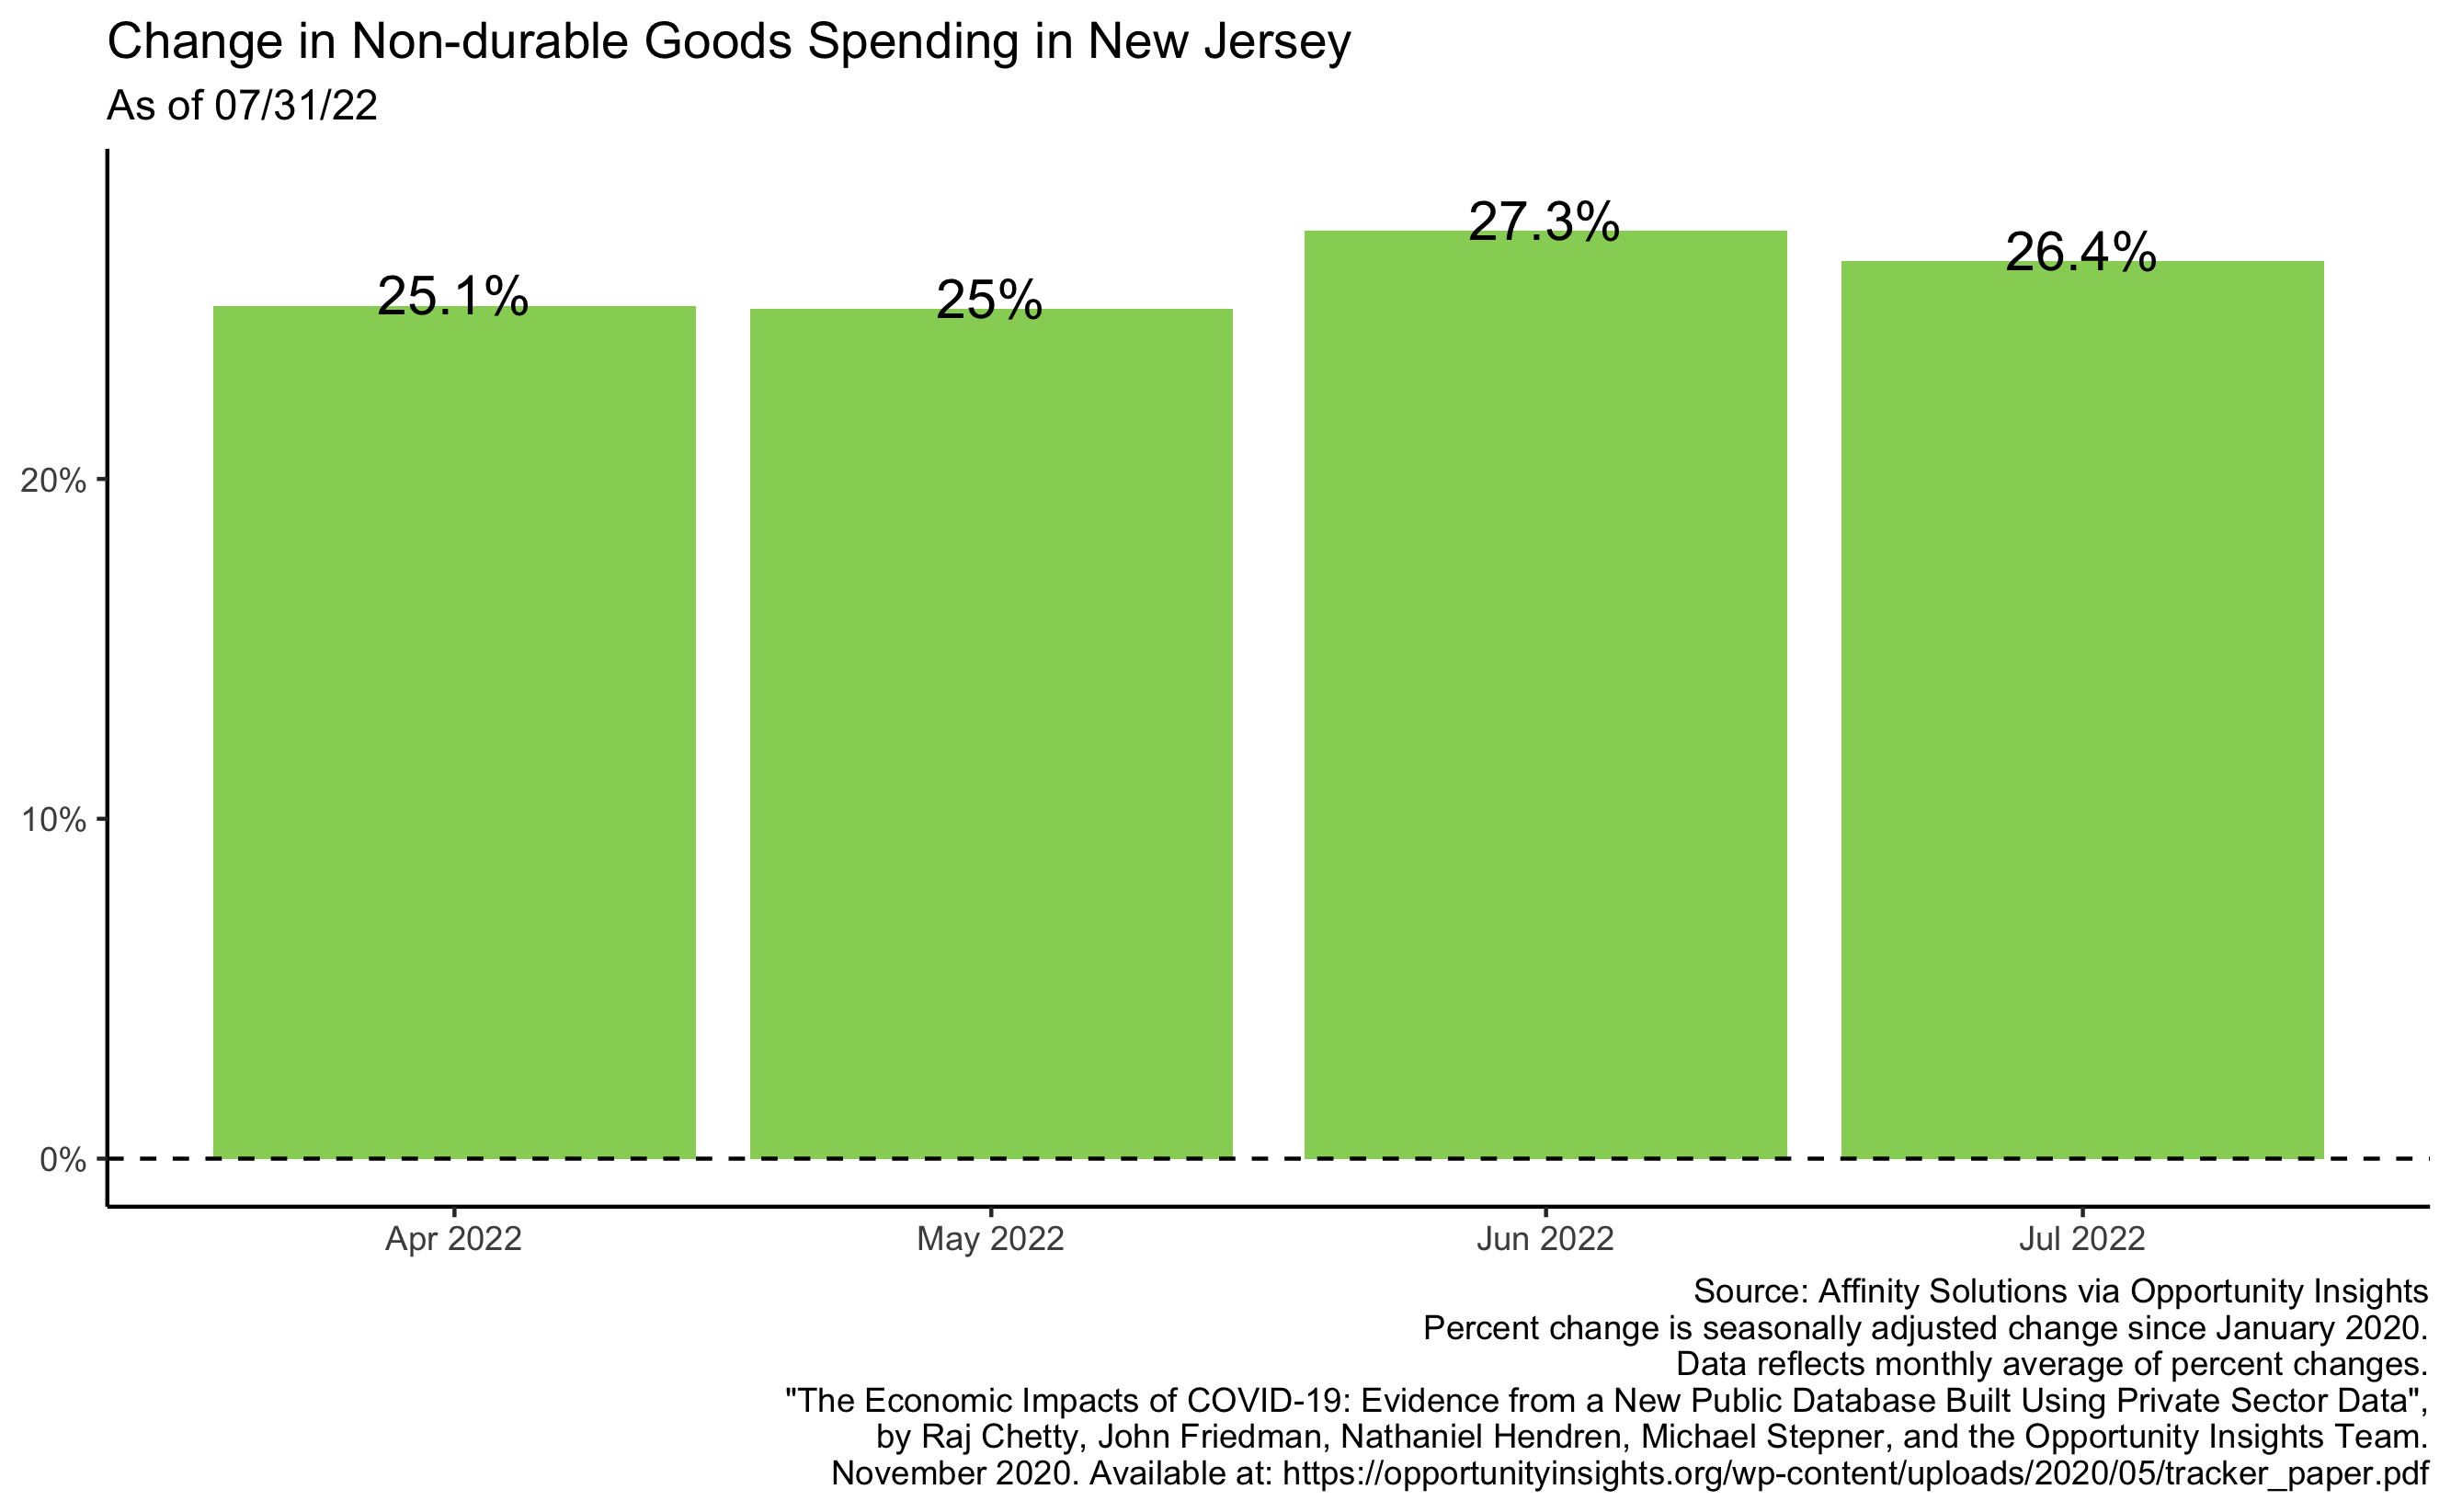 Change in Non-durable Goods Spending in New Jersey
As of 07/31/22
25.1%
25%
27.3%
26.4%
20%
10%
0%
Apr 2022
May 2022
Jun 2022
Jul 2022
Source: Affinity Solutions via Opportunity Insights
Percent change is seasonally adjusted change since January 2020.
Data reflects monthly average of percent changes.
"The Economic Impacts of COVID-19: Evidence from a New Public Database Built Using Private Sector Data",
by Raj Chetty, John Friedman, Nathaniel Hendren, Michael Stepner, and the Opportunity Insights Team.
November 2020. Available at: https://opportunityinsights.org/wp-content/uploads/2020/05/tracker_paper.pdf